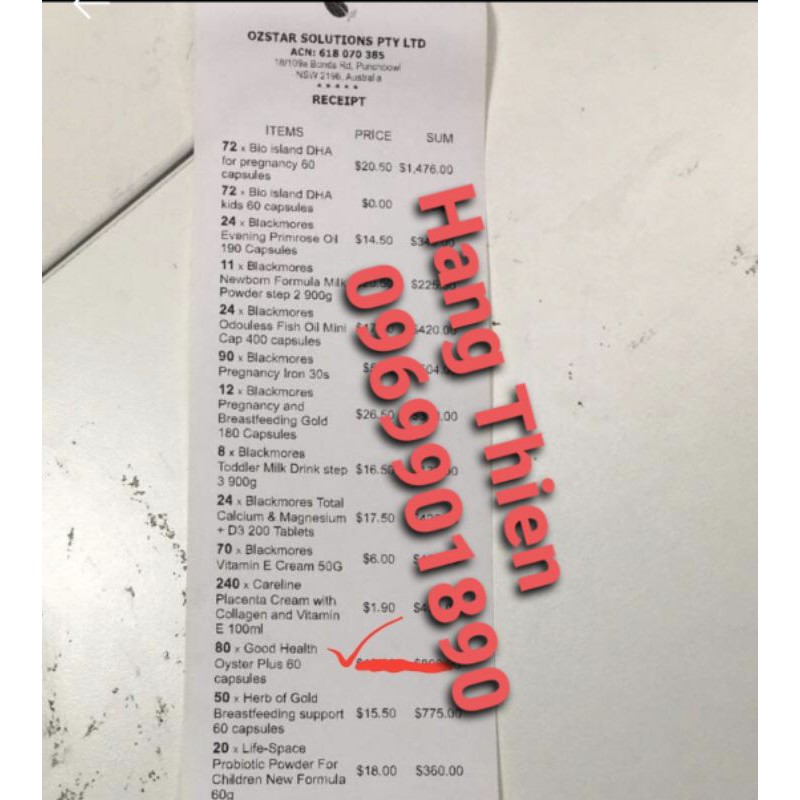 OZSTAR SOLUTIONS PTY LTD
ACN: 618 070 385
18/109a Bonds Rd, Punchbowl
NSW 2196, Australia
*****
RECEIPT
ITEMS PRICE SUM
72 x Bio island DHA
for pregnancy 60 $20.50 $1,476.00
capsules
72 x Bio island DHA
kids 60 capsules $0.00
24 x Blackmores
Evening Primrose Oil $14.50
190 Capsules
11 x Blackmores
Newborn Formula Milk
Powder step 2 900g
24 x Blackmores
Odouless Fish Oil Mini $420.00
Cap 400 capsules
90 x Blackmores
Pregnancy Iron 30s
12 x Blackmores
Pregnancy and
Breastfeeding Gold $26.50
180 Capsules
8 x Blackmores
Toddler Milk Drink step $16.50
3 900g
24 x Blackmores Total
Calcium & Magnesium $17.50
+ D3 200 Tablets
70 x Blackmores
Vitamin E Cream 50G $6.00
240 x Careline
Placenta Cream with $1.90
Collagen and Vitamin
E 100ml
80 x Good Health
Oyster Plus 60
capsules
50 x Herb of Gold
Breastfeeding support $15.50 $775.00
60 capsules
20 x Life-Space
Probiotic Powder For
Children New Formula $18.00 $360.00
60g
Hang Thien
0969901890